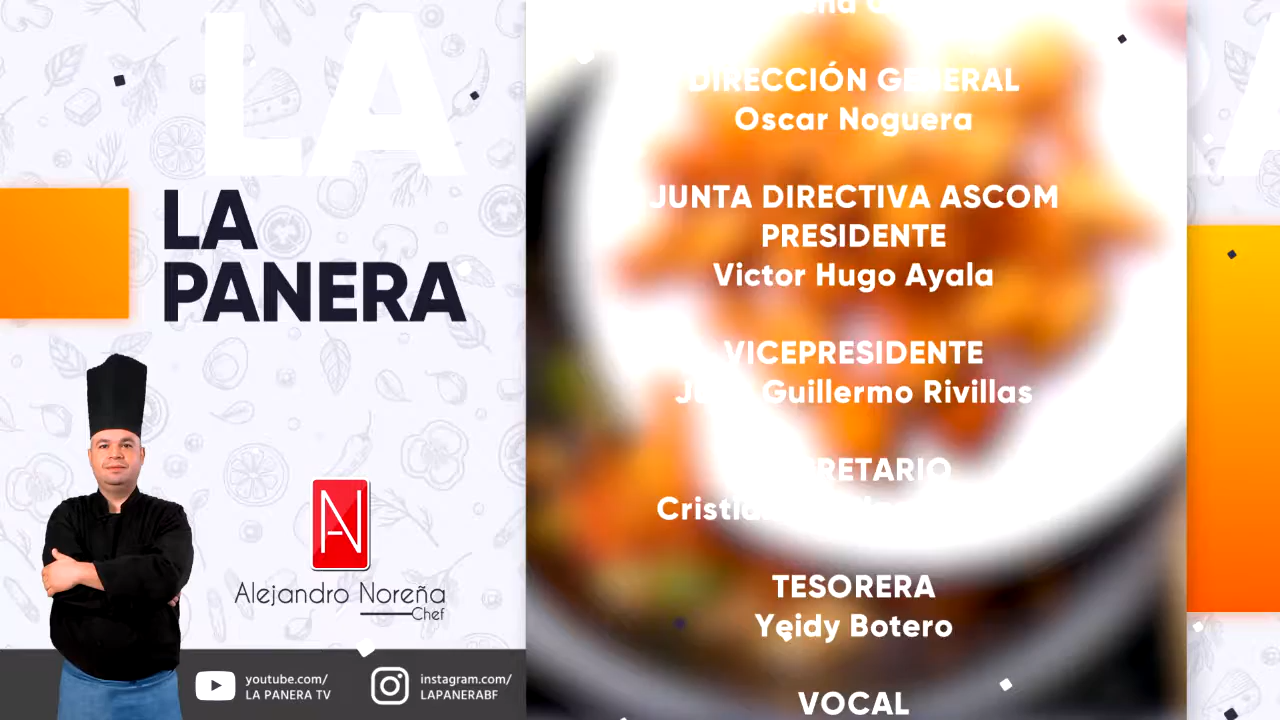 LA
LA
PANERA
Alejandro Noreña
Chef
youtube.com/
LA PANERA TV
instagram.com/
LAPANERABF
DIRECCIÓN GENERAL
Oscar Noguera
JUNTA DIRECTIVA ASCOM
PRESIDENTE
Victor Hugo Ayala
VICEPRESIDENTE
Guillermo Rivillas
TESORERA
Yeidy Botero
VOCAL